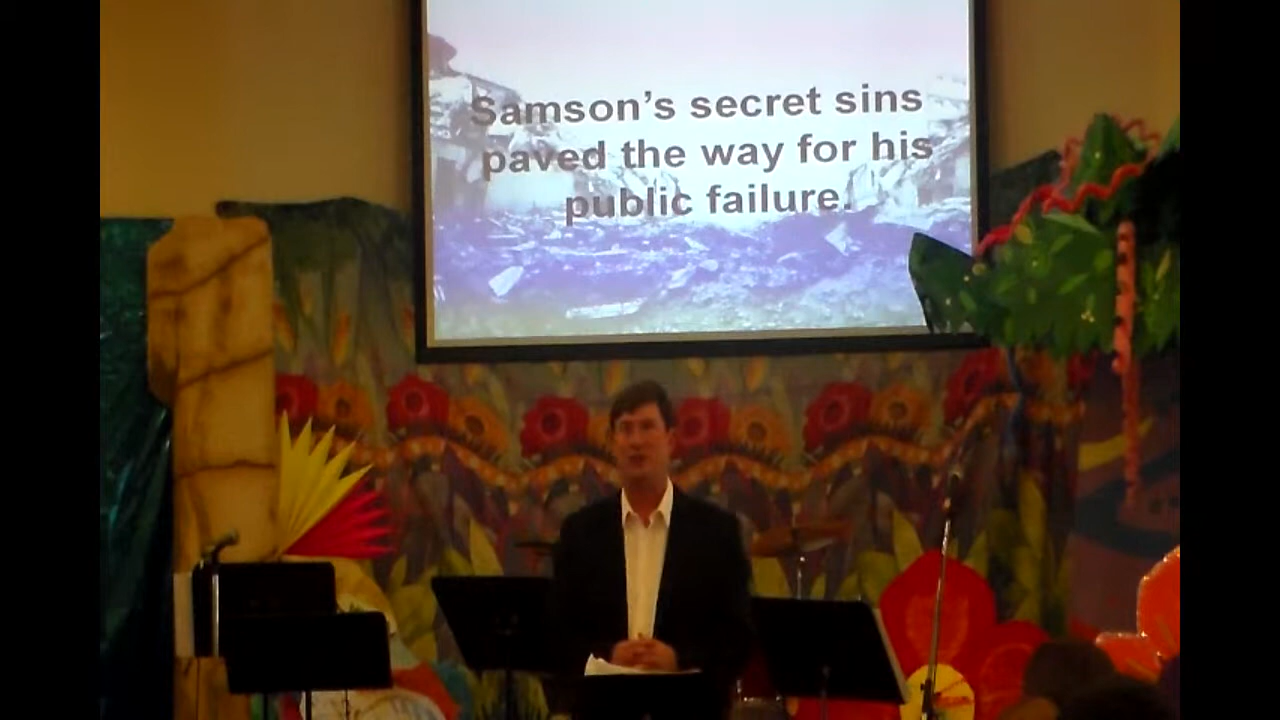 Samson's secret sins
paved the way for his
public failure.